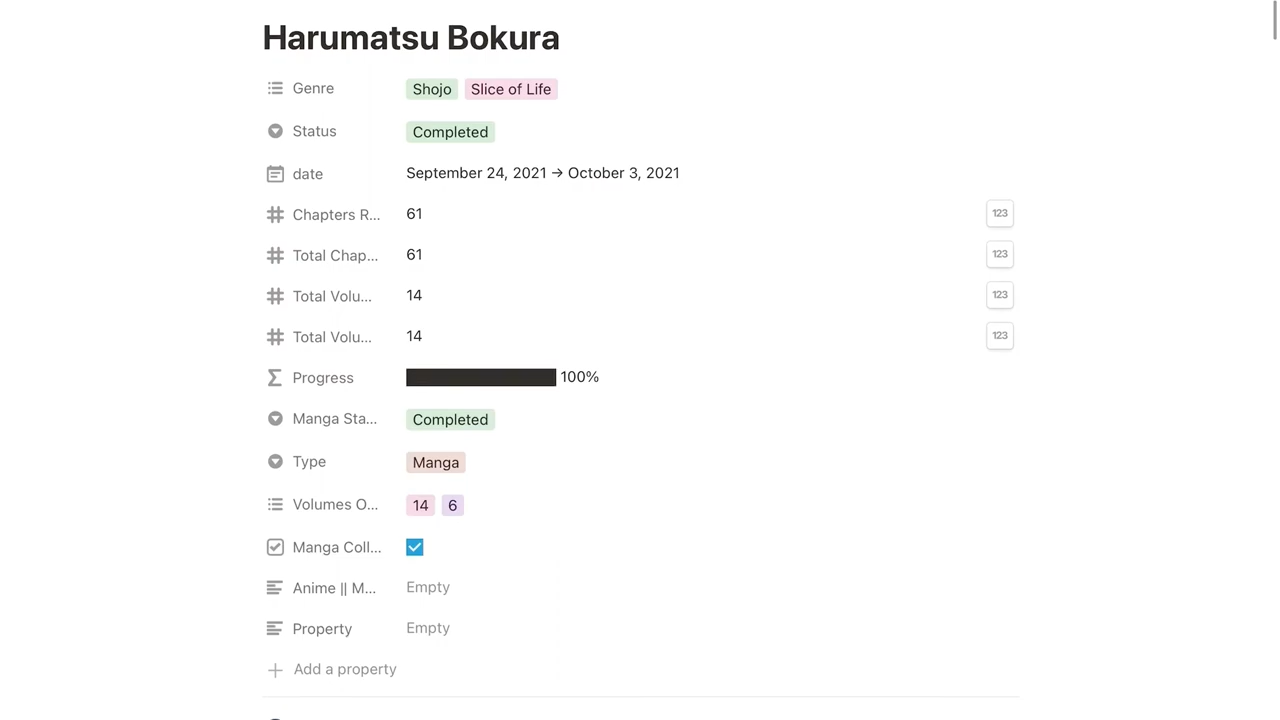 Harumatsu Bokura
Genre Shojo Slice of Life
Status Completed
date September 24, 2021 → October 3, 2021
Chapters R... 61 123
Total Chap... 61 123
Total Volu... 14 123
Total Volu... 14 123
Progress 100%
Manga Sta... Completed
Type Manga
Volumes O... 14 6
Manga Coll...
Anime || M... Empty
Property Empty
Add a property